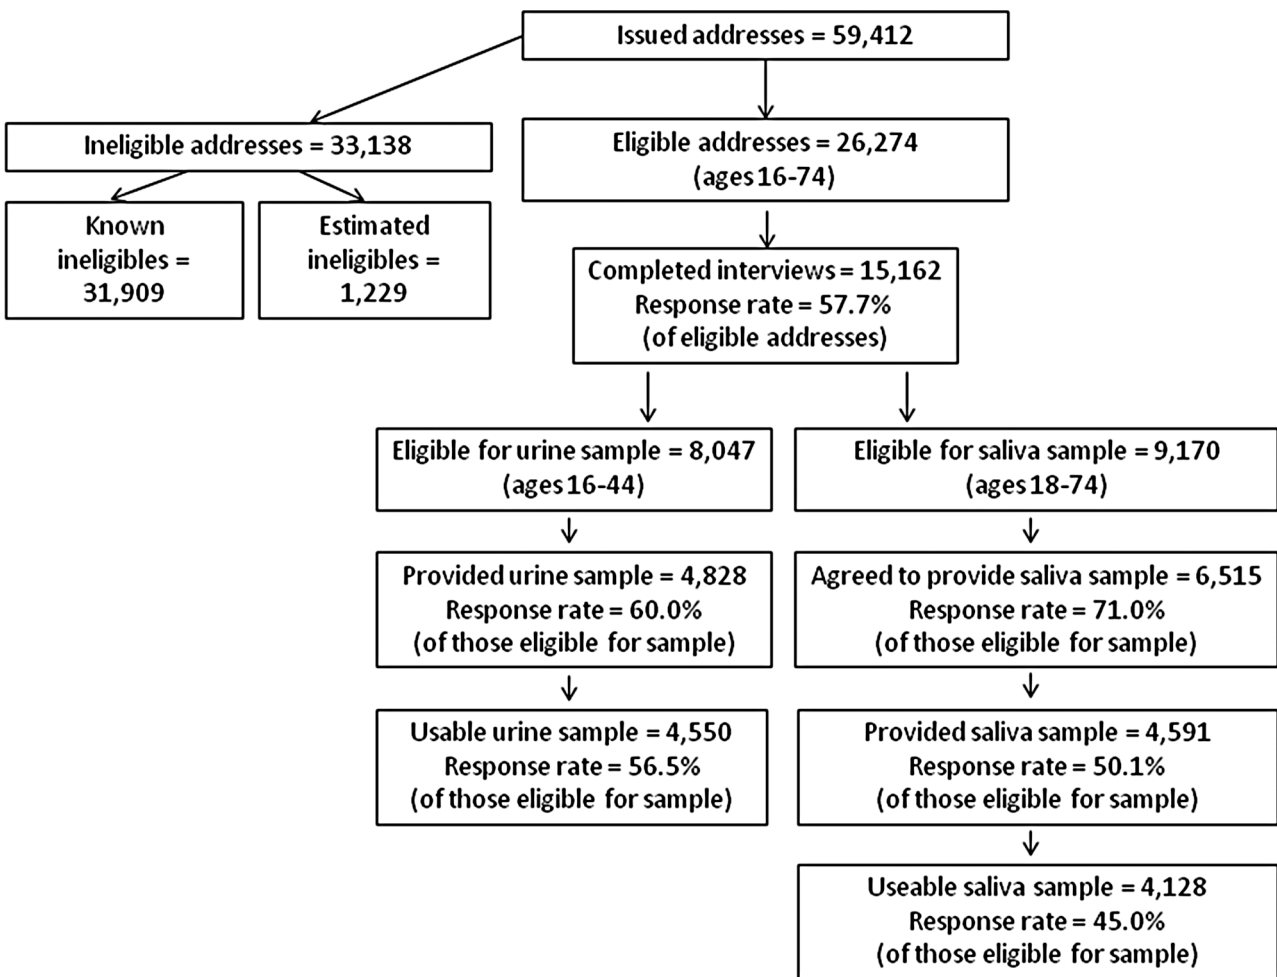 Issued addresses = 59,412
Ineligible addresses = 33,138
Eligible addresses = 26,274
(ages 16-74)
Known
ineligibles =
31,909
Estimated
ineligibles =
1,229
Completed interviews = 15,162
Response rate = 57.7%
(of eligible addresses)
Eligible for urine sample = 8,047
(ages 16-44)
Eligible for saliva sample = 9,170
(ages 18-74)
Provided urine sample = 4,828
Response rate = 60.0%
(of those eligible for sample)
Agreed to provide saliva sample = 6,515
Response rate = 71.0%
(of those eligible for sample)
Usable urine sample = 4,550
Response rate = 56.5%
(of those eligible for sample)
Provided saliva sample = 4,591
Response rate = 50.1%
(of those eligible for sample)
Useable saliva sample = 4,128
Response rate = 45.0%
(of those eligible for sample)